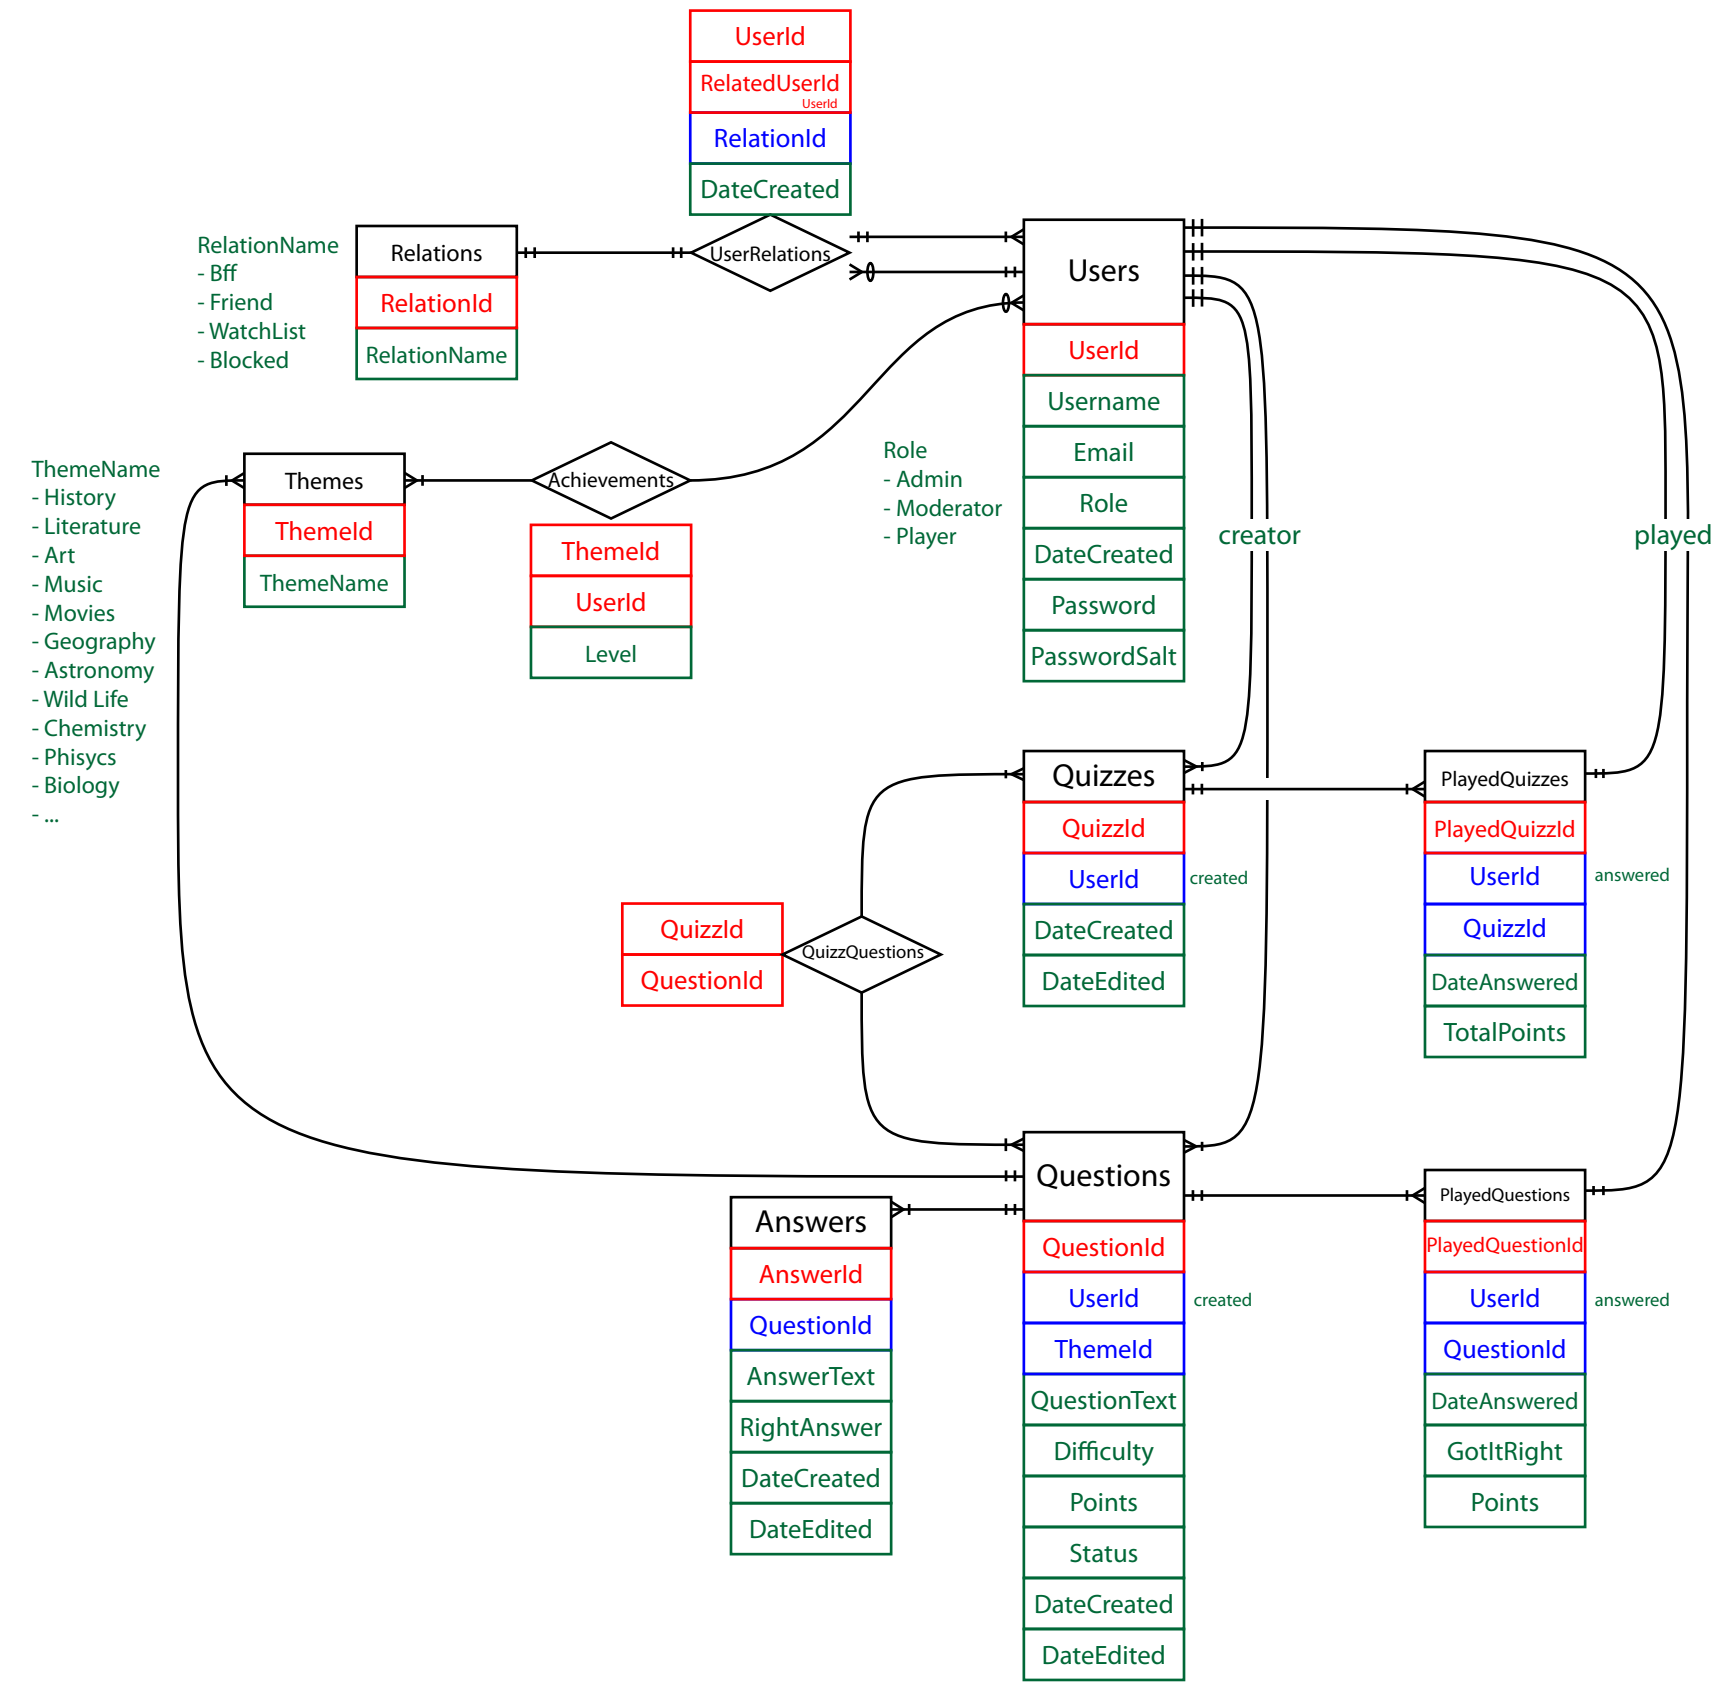 UserId
RelatedUserId
UserId
RelationId
DateCreated
UserRelations
RelationName
- Bff
- Friend
- WatchList
- Blocked
Relations
RelationId
RelationName
Users
UserId
Username
Email
Role
DateCreated
Password
PasswordSalt
Role
- Admin
- Moderator
- Player
creator
played
ThemeName
- History
- Literature
- Art
- Music
- Movies
- Geography
- Astronomy
- Wild Life
- Chemistry
- Phisycs
- Biology
- ...
Themes
ThemeId
ThemeName
Achievements
ThemeId
UserId
Level
Quizzes
QuizzId
UserId
created
DateCreated
DateEdited
PlayedQuizzes
PlayedQuizzId
UserId
answered
QuizzId
DateAnswered
TotalPoints
QuizzId
QuestionId
QuizzQuestions
Answers
AnswerId
QuestionId
AnswerText
RightAnswer
DateCreated
DateEdited
Questions
QuestionId
UserId
created
ThemeId
QuestionText
Difficulty
Points
Status
DateCreated
DateEdited
PlayedQuestions
PlayedQuestionId
UserId
answered
QuestionId
DateAnswered
GotItRight
Points